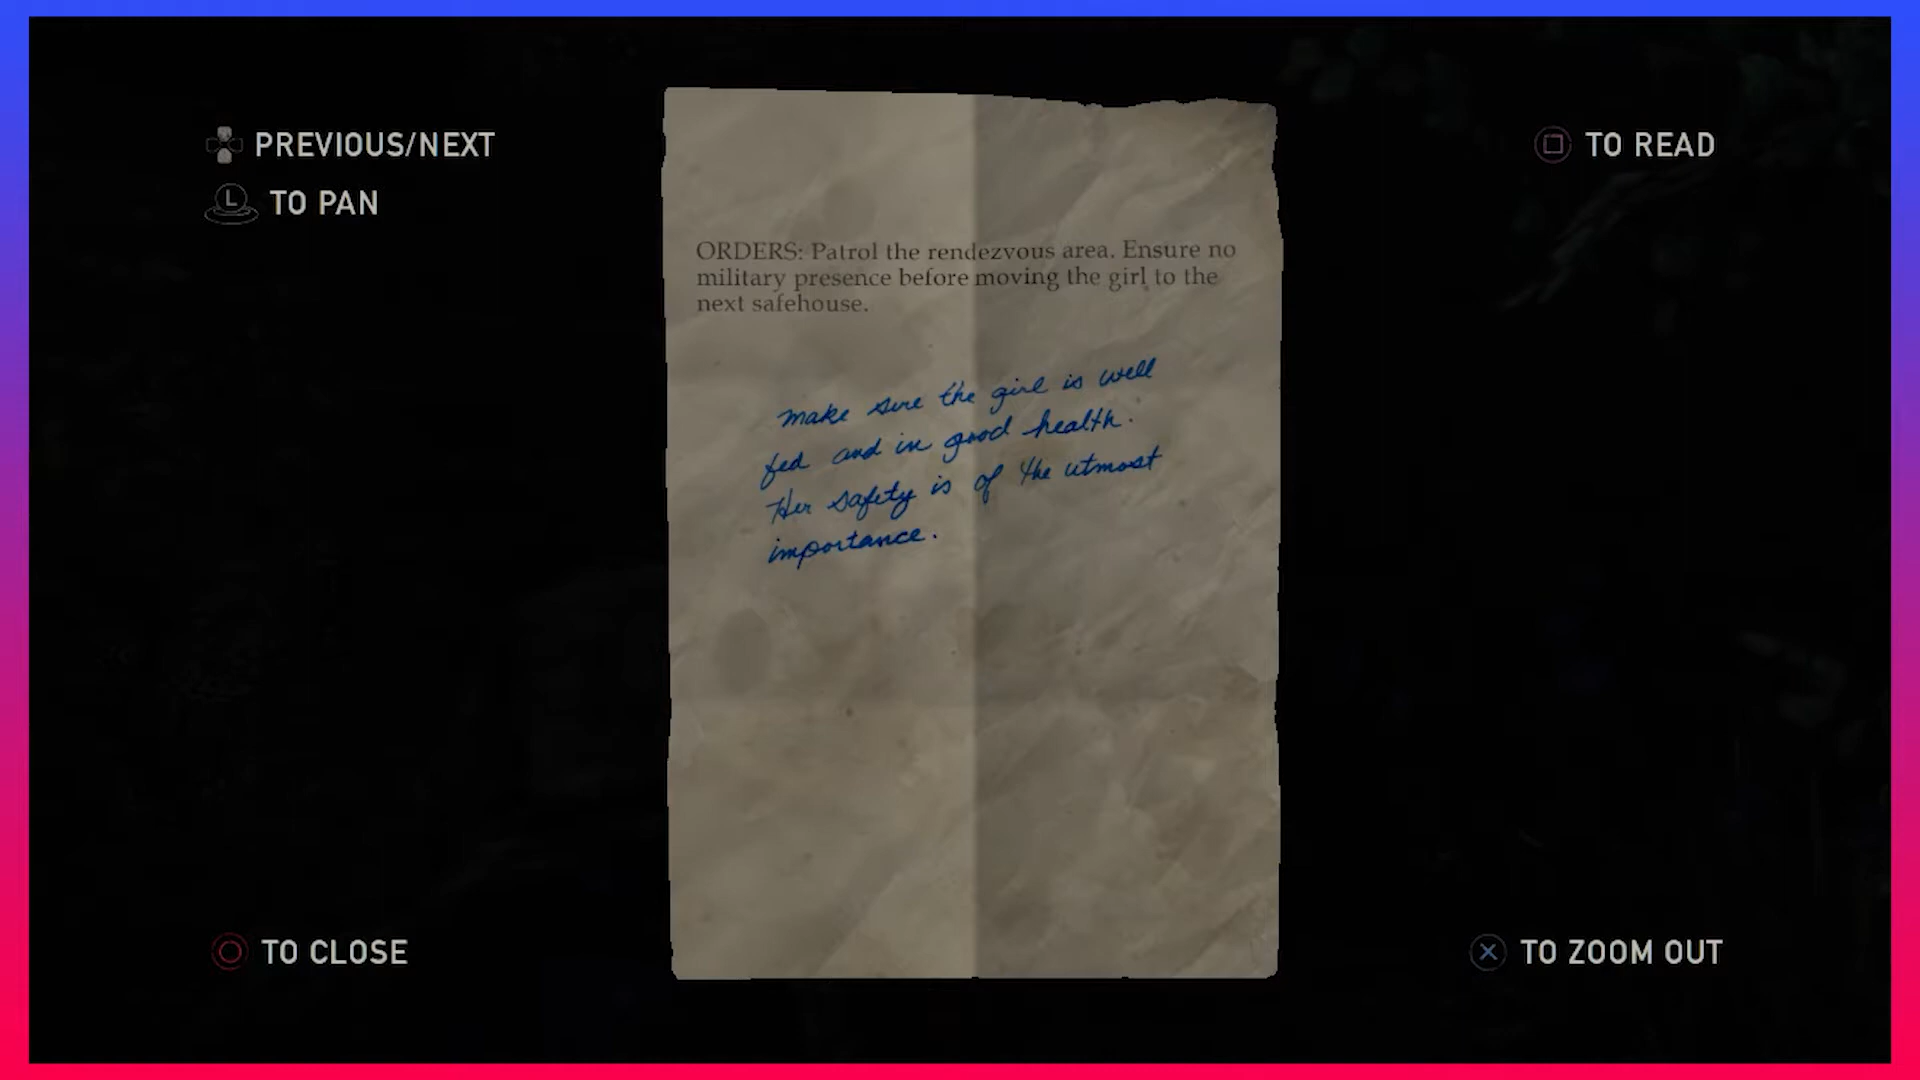 PREVIOUS/NEXT
L TO PAN
TO READ
ORDERS: Patrol the rendezvous area. Ensure no
military presence before moving the girl to the
next safehouse.
Make sure the girl is well
fed and in good health.
Her safety is of the utmost
importance.
TO CLOSE
TO ZOOM OUT